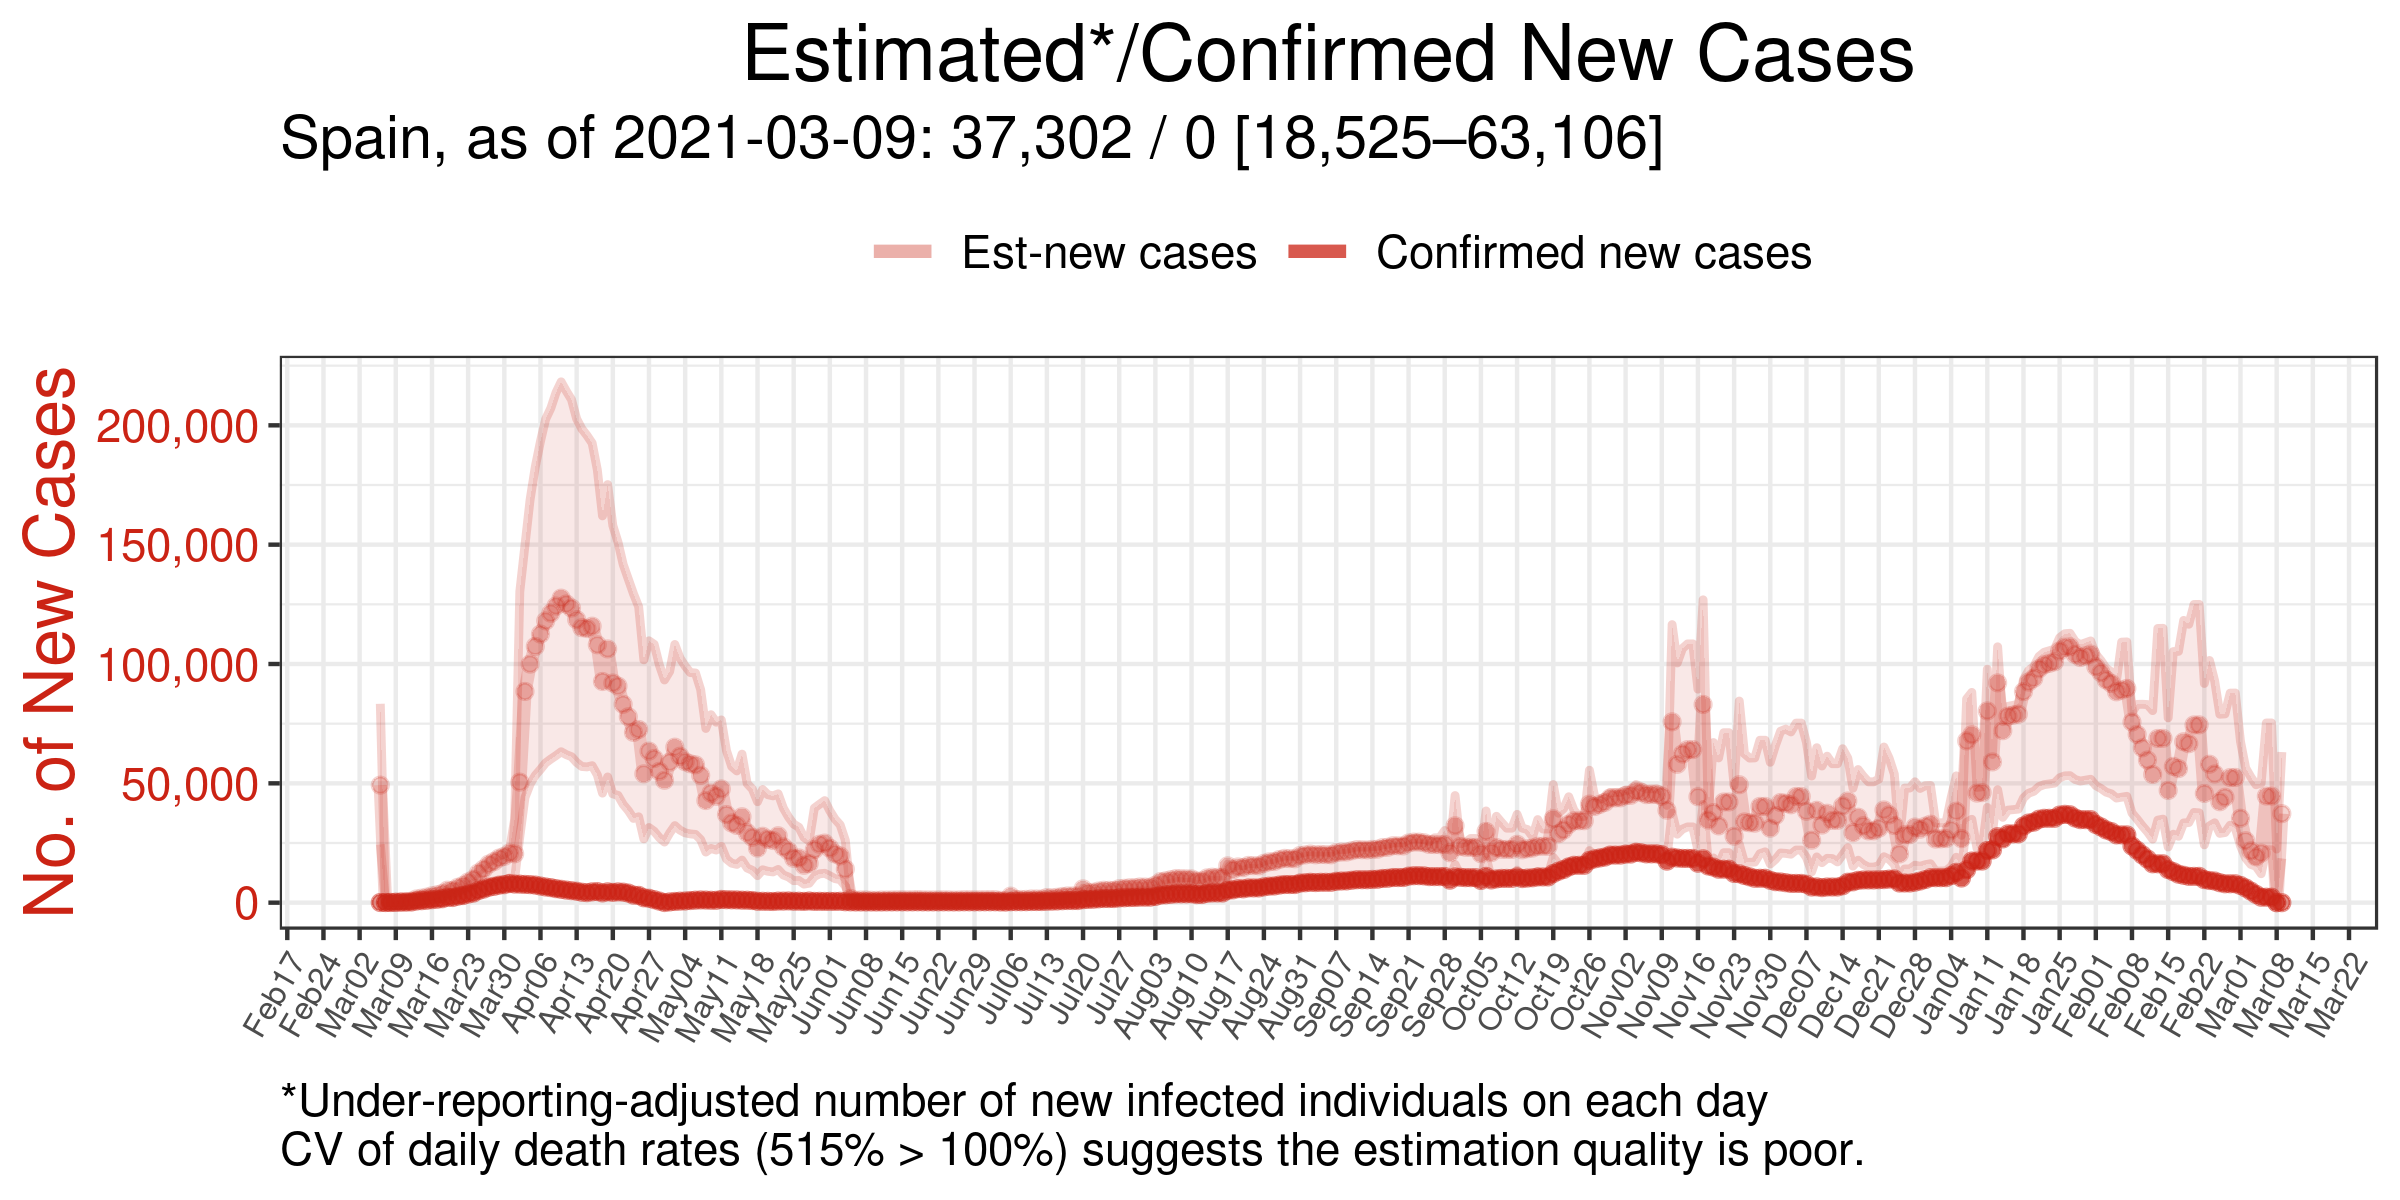 Estimated*/Confirmed New Cases
Spain, as of 2021-03-09: 37,302 / 0 [18,525–63,106]
Est-new cases
Confirmed new cases
No. of New Cases
200,000
150,000
100,000
50,000
0
Feb17
Feb24
Mar02
Mar09
Mar16
Mar23
Mar30
Apr06
Apr13
Apr20
Apr27
May04
May11
May18
May25
Jun01
Jun08
Jun15
Jun22
Jun29
Jul06
Jul13
Jul20
Jul27
Aug03
Aug10
Aug17
Aug24
Aug31
Sep07
Sep14
Sep21
Sep28
Oct05
Oct12
Oct19
Oct26
Nov02
Nov09
Nov16
Nov23
Nov30
Dec07
Dec14
Dec21
Dec28
Jan04
Jan11
Jan18
Jan25
Feb01
Feb08
Feb15
Feb22
Mar01
Mar08
Mar15
Mar22
*Under-reporting-adjusted number of new infected individuals on each day
CV of daily death rates (515% > 100%) suggests the estimation quality is poor.